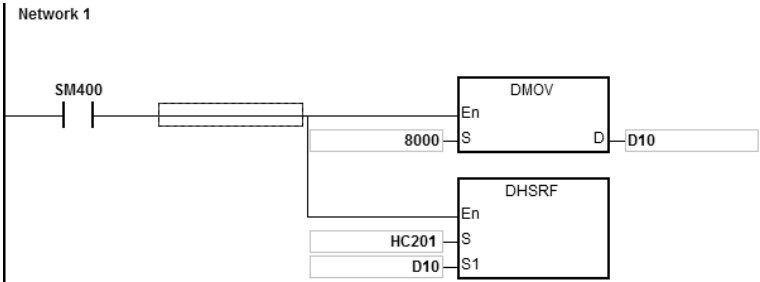 Network 1
SM400
DMOV
En
8000 S D D10
DHSRF
En
HC201 S
D10 S1